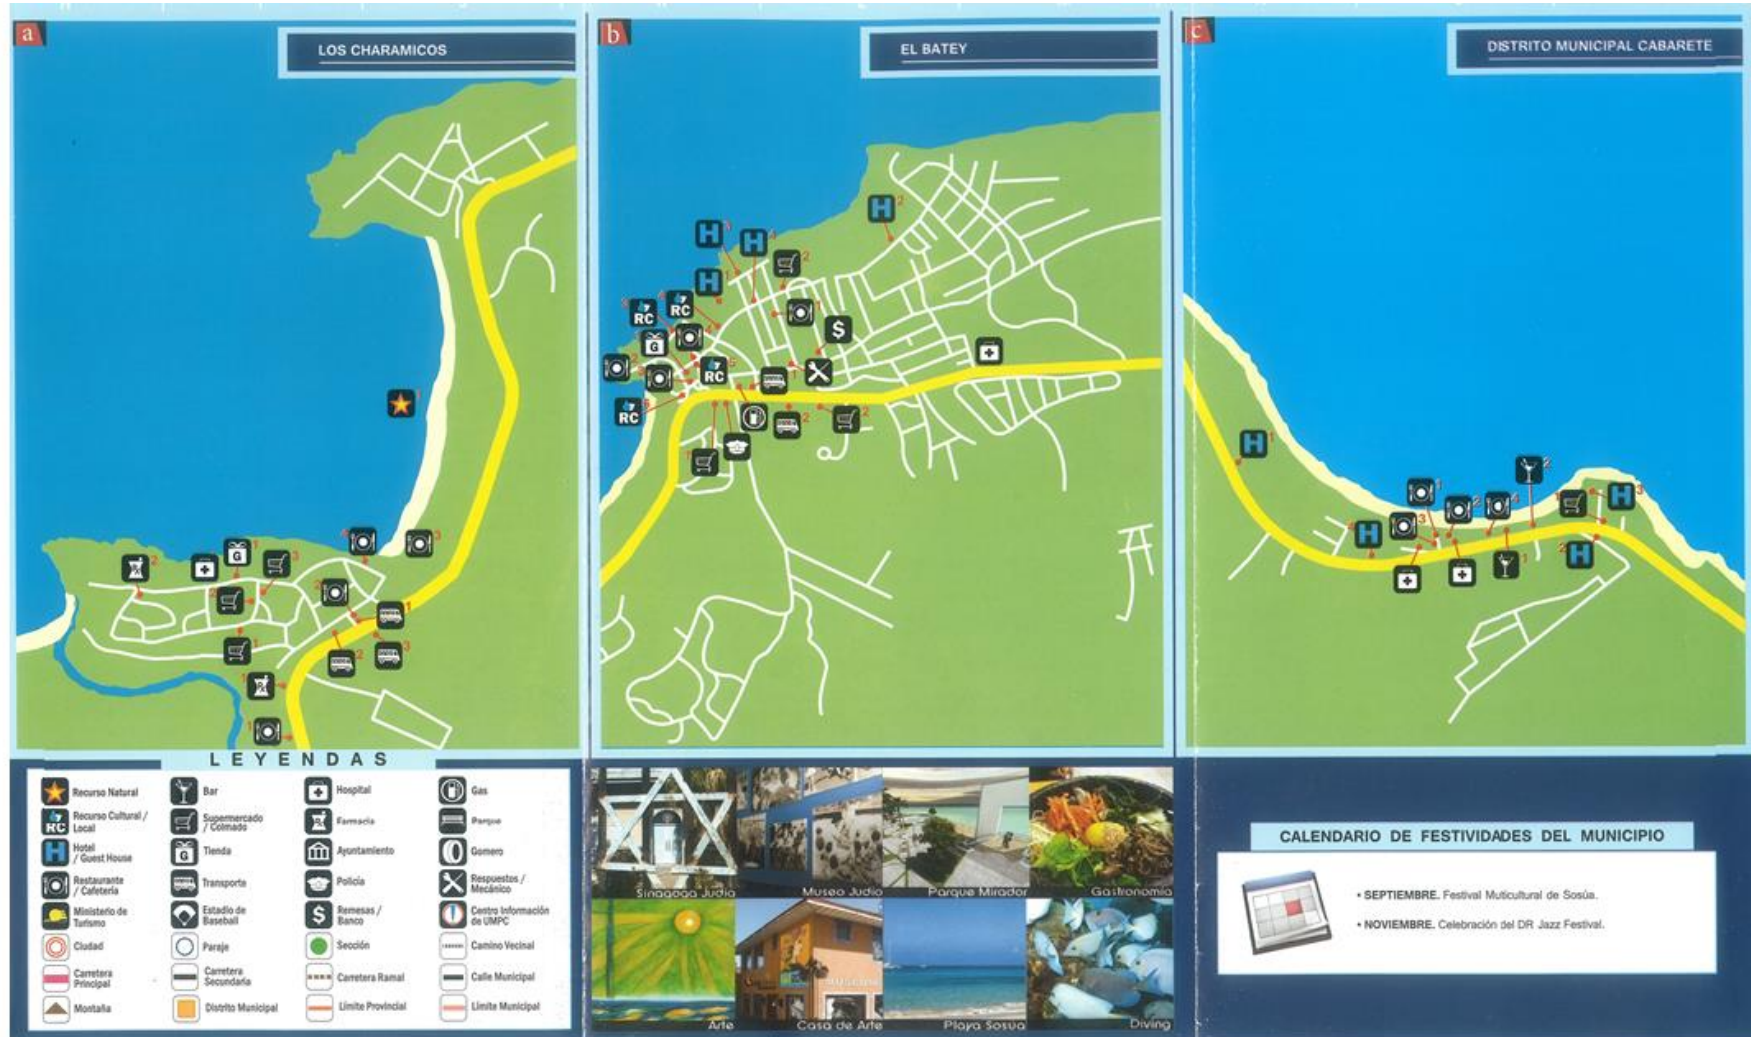 a
LOS CHARAMICOS
b
EL BATEY
c
DISTRITO MUNICIPAL CABARETE
LEYENDAS
Recurso Natural
Recurso Cultural /
Local
Hotel
/ Guest House
Restaurante
/ Cafetería
Ministerio de
Turismo
Ciudad
Carretera
Principal
Montaña
Bar
Supermercado
/ Colmado
Tienda
Transporte
Estadio de
Baseball
Paraje
Carretera
Secundaria
Distrito Municipal
Hospital
Farmacia
Ayuntamiento
Policía
Remesas /
Banco
Sección
Carretera Ramal
Límite Provincial
Gas
Parque
Gomero
Respuestos /
Mecánico
Centro Información
de UMPC
Camino Vecinal
Calle Municipal
Límite Municipal
Sinagoga Judía
Museo Judío
Parque Mirador
Gastronomía
Arte
Casa de Arte
Playa Sosúa
Diving
CALENDARIO DE FESTIVIDADES DEL MUNICIPIO
• SEPTIEMBRE. Festival Muticultural de Sosúa.
• NOVIEMBRE. Celebración del DR Jazz Festival.